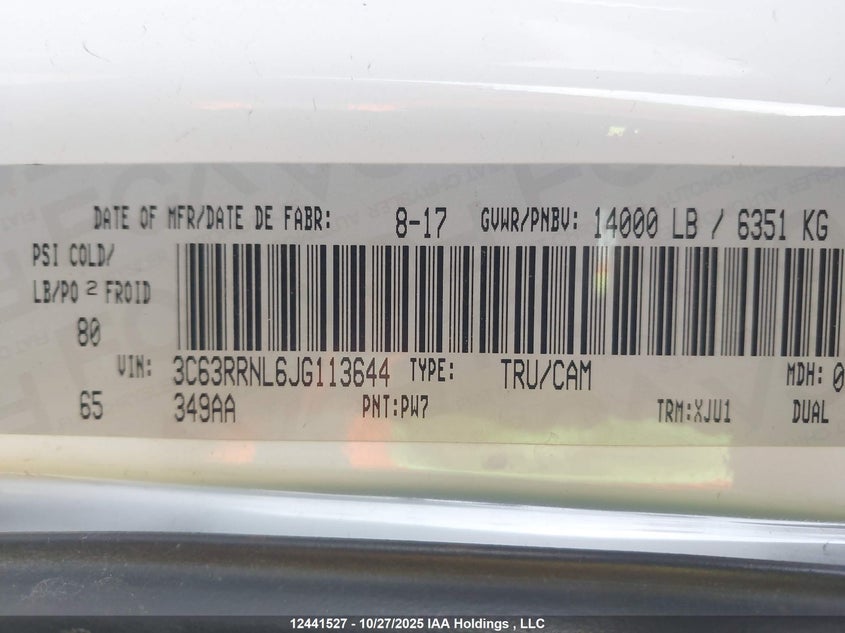 DATE OF MFR/DATE DE FABR: 8-17 GVWR/PNBV: 14000 LB / 6351 KG
PSI COLD/
LB/PO 2 FROID
80
VIN: 3C63RRNL6JG113644 TYPE: TRU/CAM MDH: 0
65 349AA PNT:PW7 TRM:XJU1 DUAL
12441527 - 10/27/2025 IAA Holdings , LLC